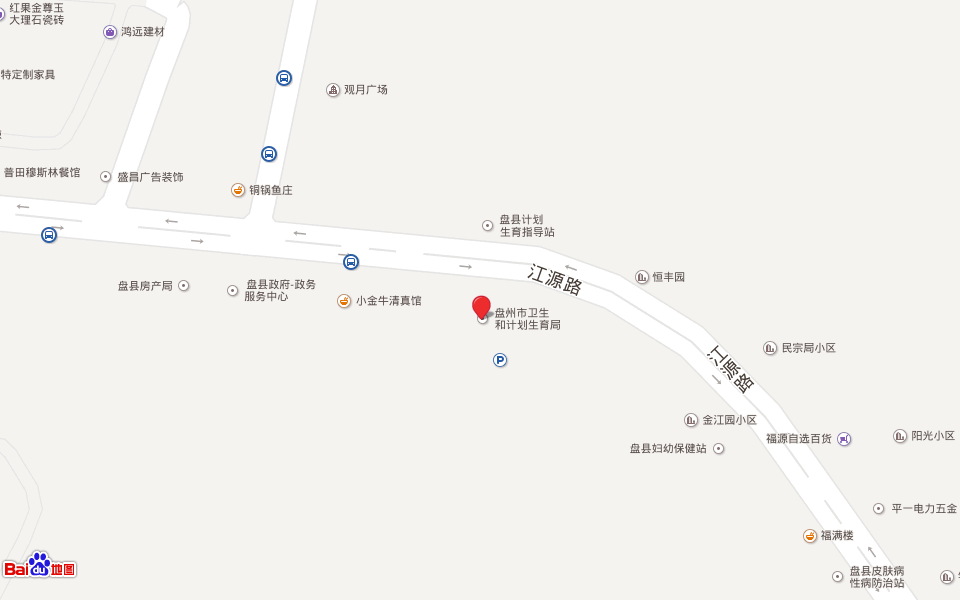 红果金尊玉
大理石瓷砖
鸿远建材
特定制家具
观月广场
普田穆斯林餐馆
盛昌广告装饰
铜锅鱼庄
盘县计划
生育指导站
江源路
恒丰园
盘县房产局
盘县政府-政务
服务中心
小金牛清真馆
盘州市卫生
和计划生育局
P
民宗局小区
江源路
金江园小区
福源自选百货
阳光小区
盘县妇幼保健站
平一电力五金
福满楼
盘县皮肤病
性病防治站
Bai du 地图